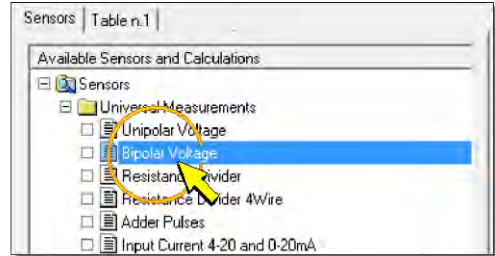 Sensors Table n.1
Available Sensors and Calculations
Sensors
Universal Measurements
Unipolar Voltage
Bipolar Voltage
Resistance Divider
Resistance Divider 4Wire
Adder Pulses
Input Current 4-20 and 0-20mA